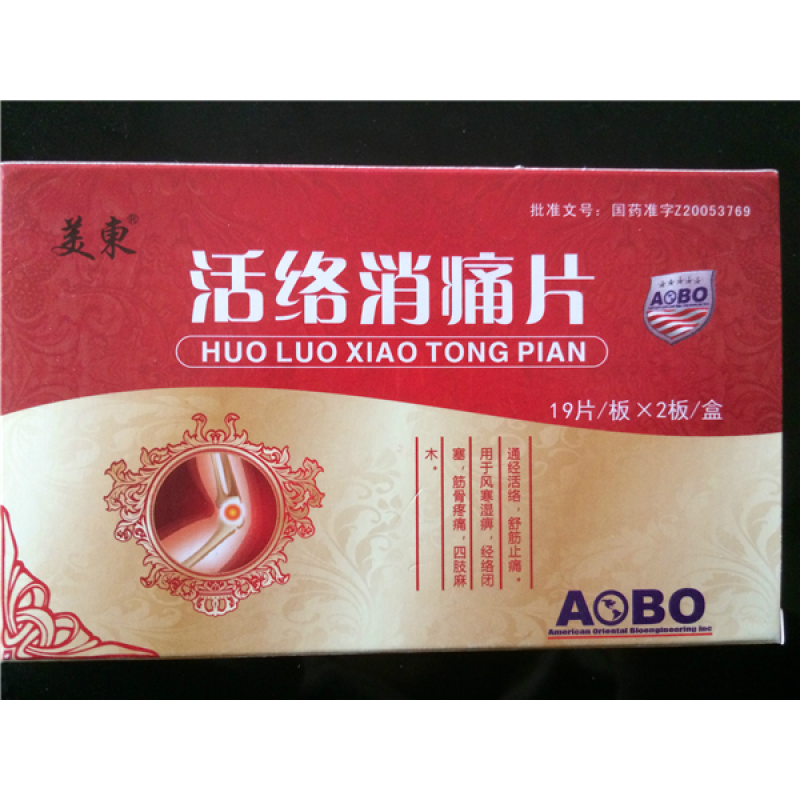 美東®
批准文号：国药准字Z20053769
活络消痛片
HUO LUO XIAO TONG PIAN
AOBO
19片/板×2板/盒
通经活络，舒筋止痛。
用于风寒湿痹，经络闭
塞，筋骨疼痛，四肢麻
木。
AOBO
American Oriental Bioengineering Inc